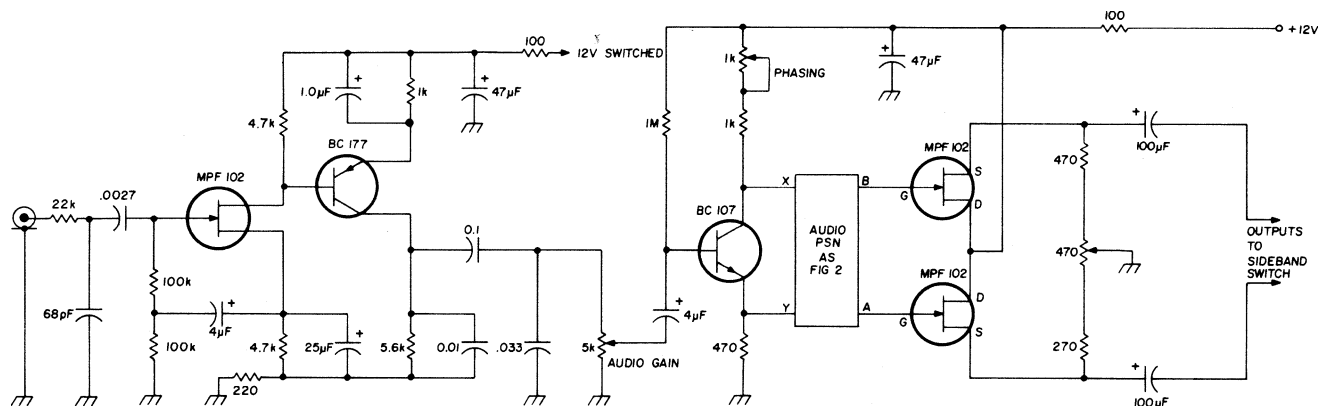 100
12V SWITCHED
1.0µF
1k
47µF
4.7k
BC 177
MPF 102
22k
.0027
68pF
100k
100k
4µF
4.7k
25µF
220
5.6k
0.01
0.1
.033
5k
AUDIO GAIN
100
+12V
1k
PHASING
47µF
1M
1k
BC 107
4µF
470
X
Y
AUDIO
PSN
AS
FIG 2
B
A
MPF 102
G
S
D
MPF 102
G
D
S
470
470
270
100µF
100µF
OUTPUTS
TO
SIDEBAND
SWITCH